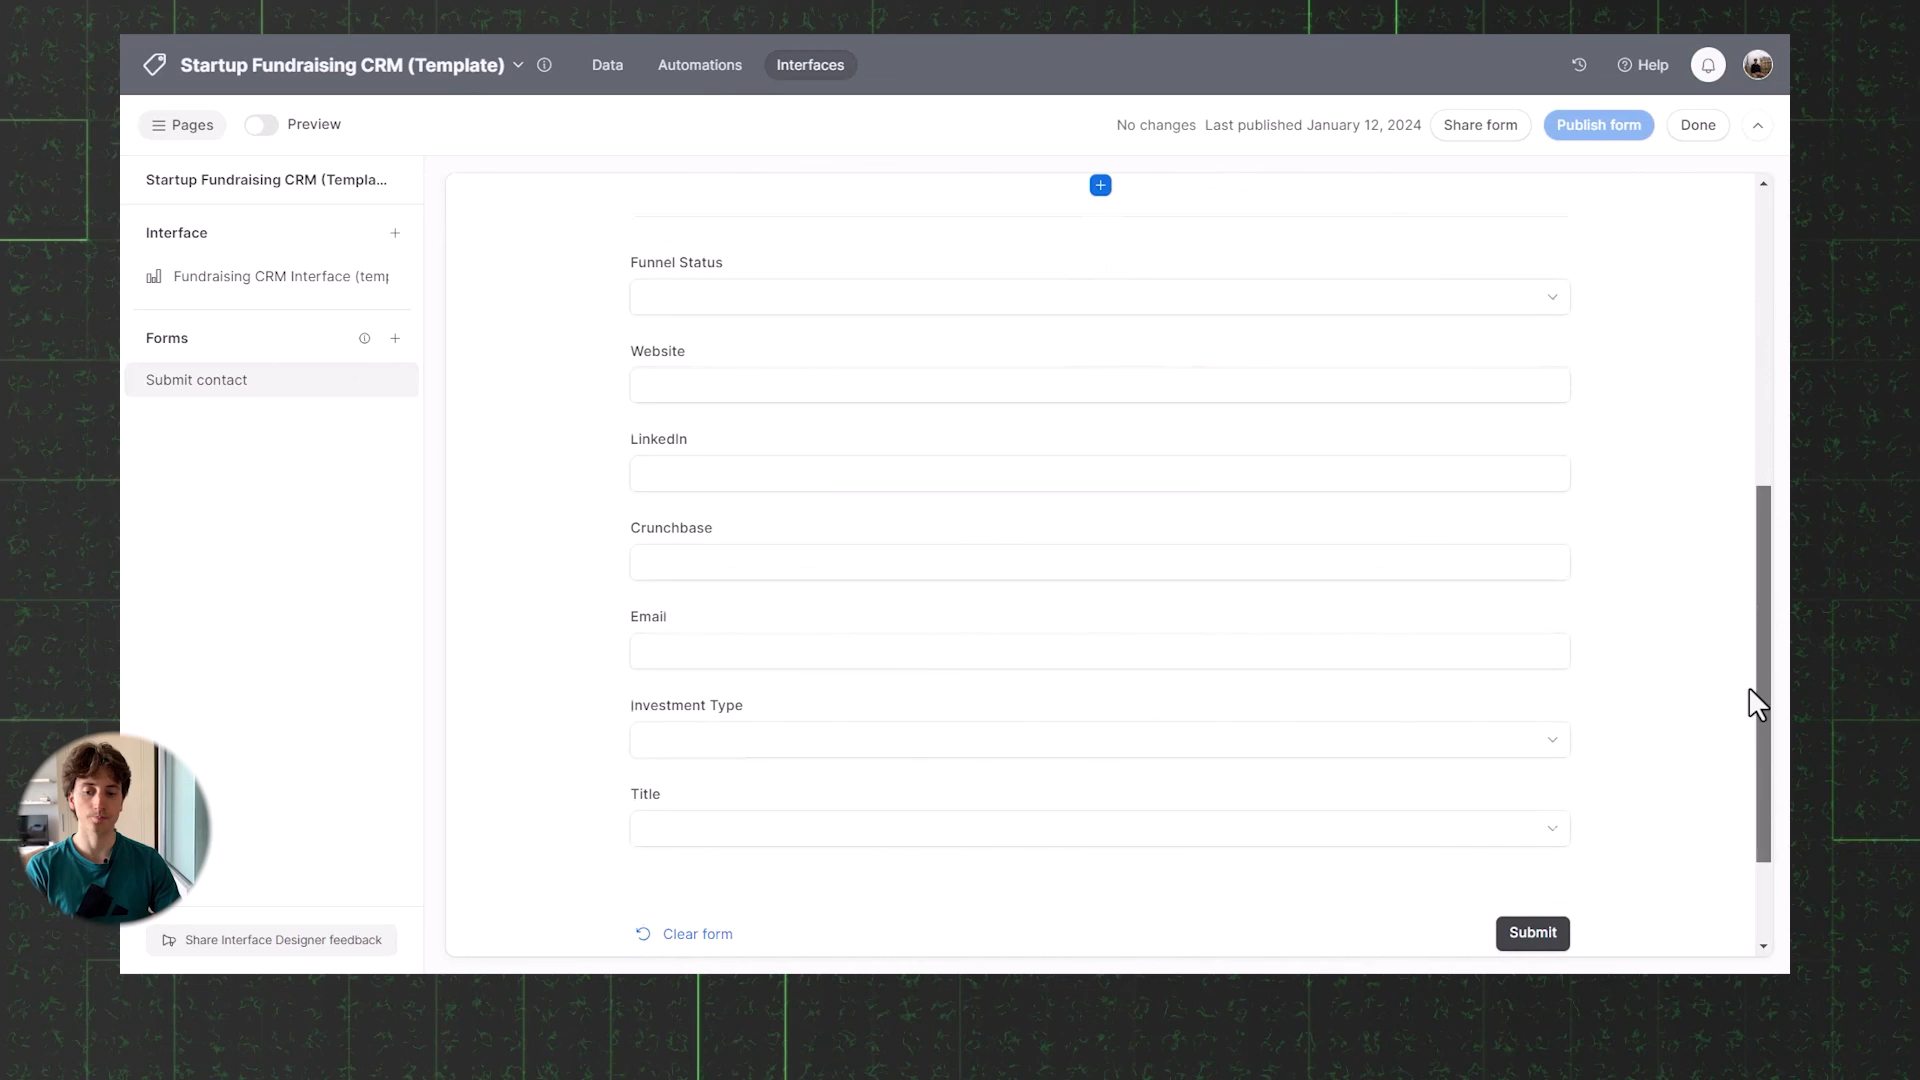 Startup Fundraising CRM (Template)
Data
Automations
Interfaces
Help
Pages
Preview
No changes Last published January 12, 2024
Share form
Publish form
Done
Startup Fundraising CRM (Templa...
Interface
Fundraising CRM Interface (temp
Forms
Submit contact
Funnel Status
Website
LinkedIn
Crunchbase
Email
Investment Type
Title
Clear form
Submit
Share Interface Designer feedback